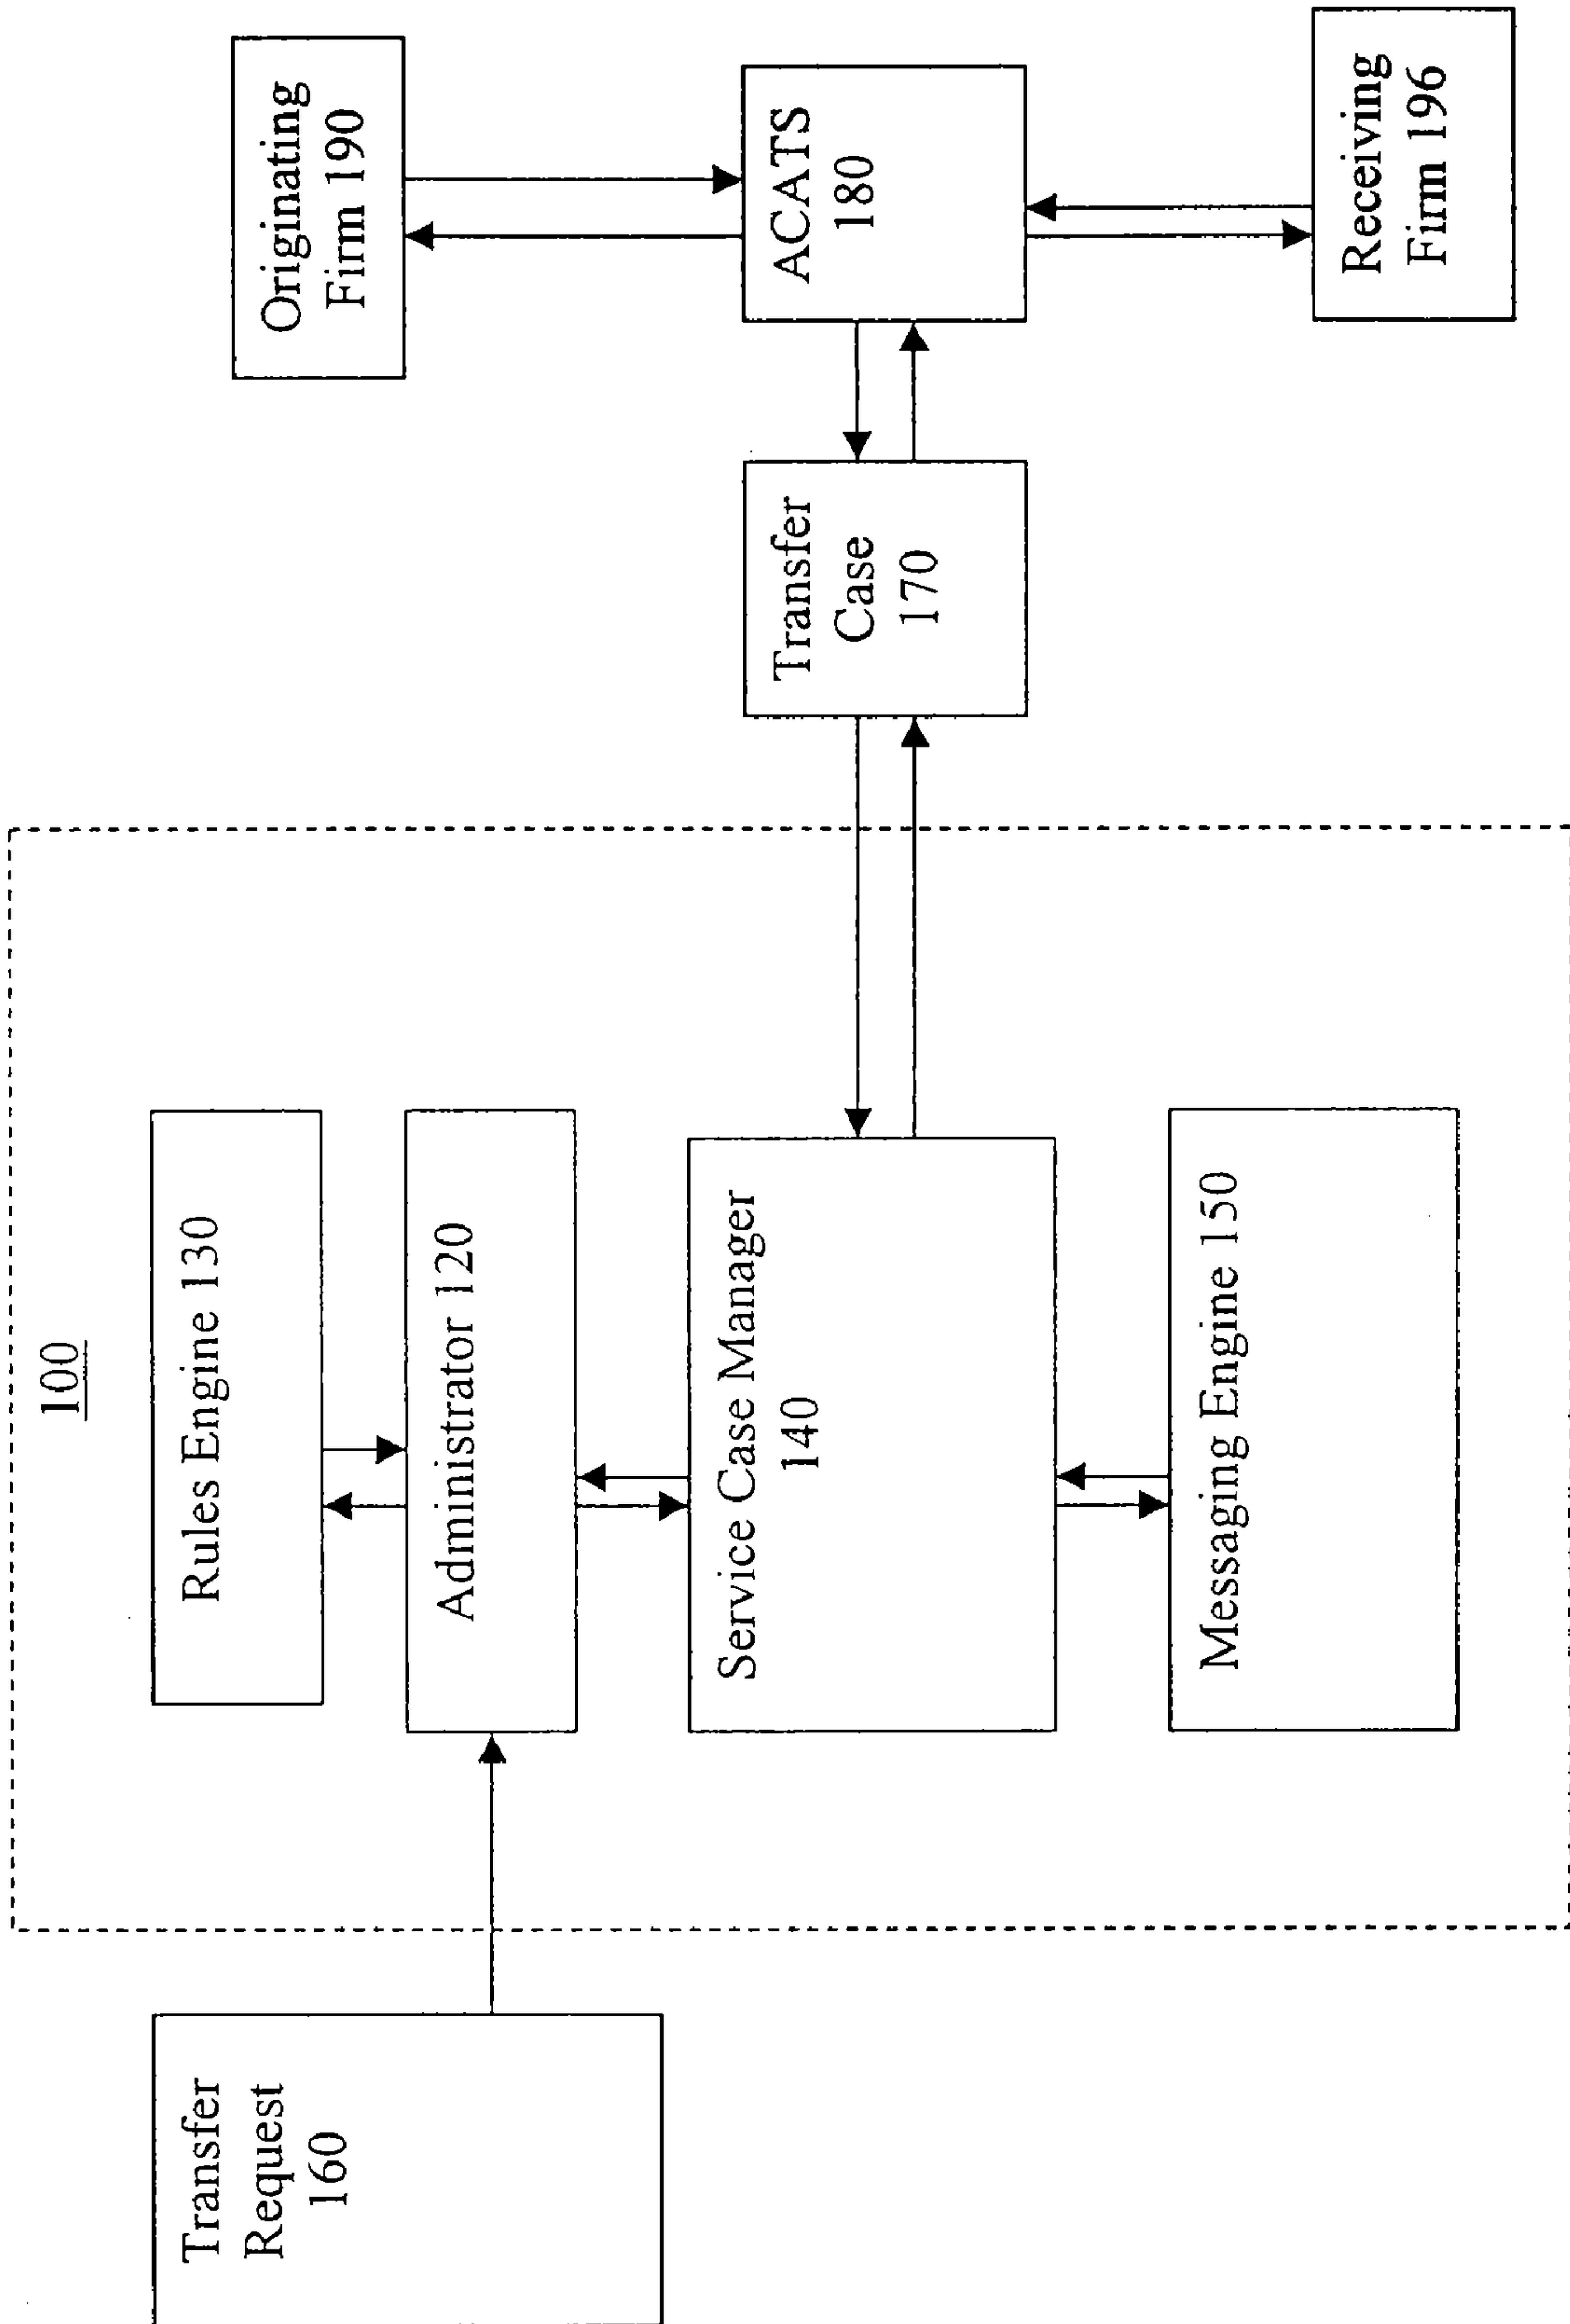 Transfer
Request
160
100
Rules Engine 130
Administrator 120
Service Case Manager
140
Messaging Engine 150
Transfer
Case
170
Originating
Firm 190
ACATS
180
Receiving
Firm 196